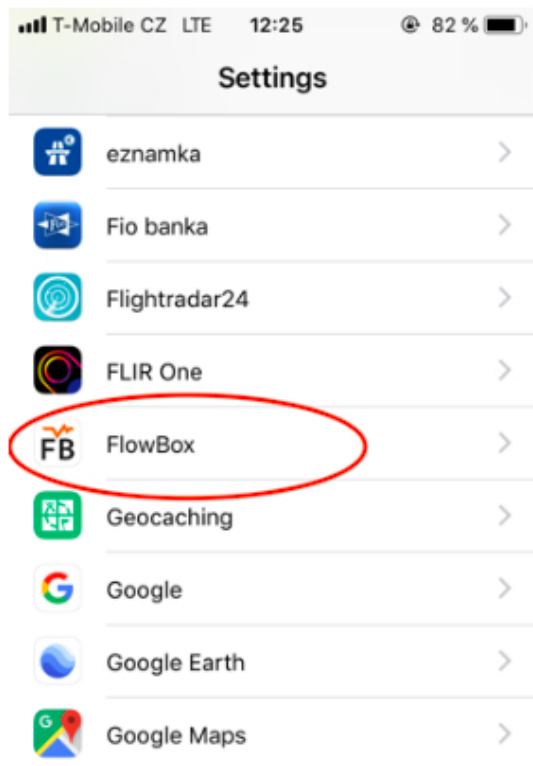 T-Mobile CZ LTE 12:25 82 %
Settings
eznamka
Fio banka
Flightradar24
FLIR One
FB FlowBox
Geocaching
G Google
Google Earth
G Google Maps